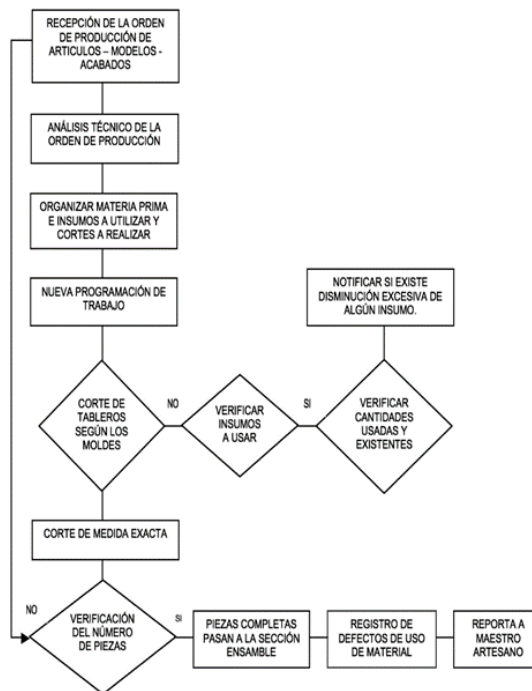 RECEPCIÓN DE LA ORDEN
DE PRODUCCIÓN DE
ARTICULOS – MODELOS -
ACABADOS
ANÁLISIS TÉCNICO DE LA
ORDEN DE PRODUCCIÓN
ORGANIZAR MATERIA PRIMA
E INSUMOS A UTILIZAR Y
CORTES A REALIZAR
NUEVA PROGRAMACIÓN DE
TRABAJO
NOTIFICAR SI EXISTE
DISMINUCIÓN EXCESIVA DE
ALGÚN INSUMO.
CORTE DE
TABLEROS
SEGÚN LOS
MOLDES
NO
VERIFICAR
INSUMOS
A USAR
SI
VERIFICAR
CANTIDADES
USADAS Y
EXISTENTES
CORTE DE MEDIDA EXACTA
NO
VERIFICACIÓN
DEL NÚMERO
DE PIEZAS
SI
PIEZAS COMPLETAS
PASAN A LA SECCIÓN
ENSAMBLE
REGISTRO DE
DEFECTOS DE USO
DE MATERIAL
REPORTA A
MAESTRO
ARTESANO